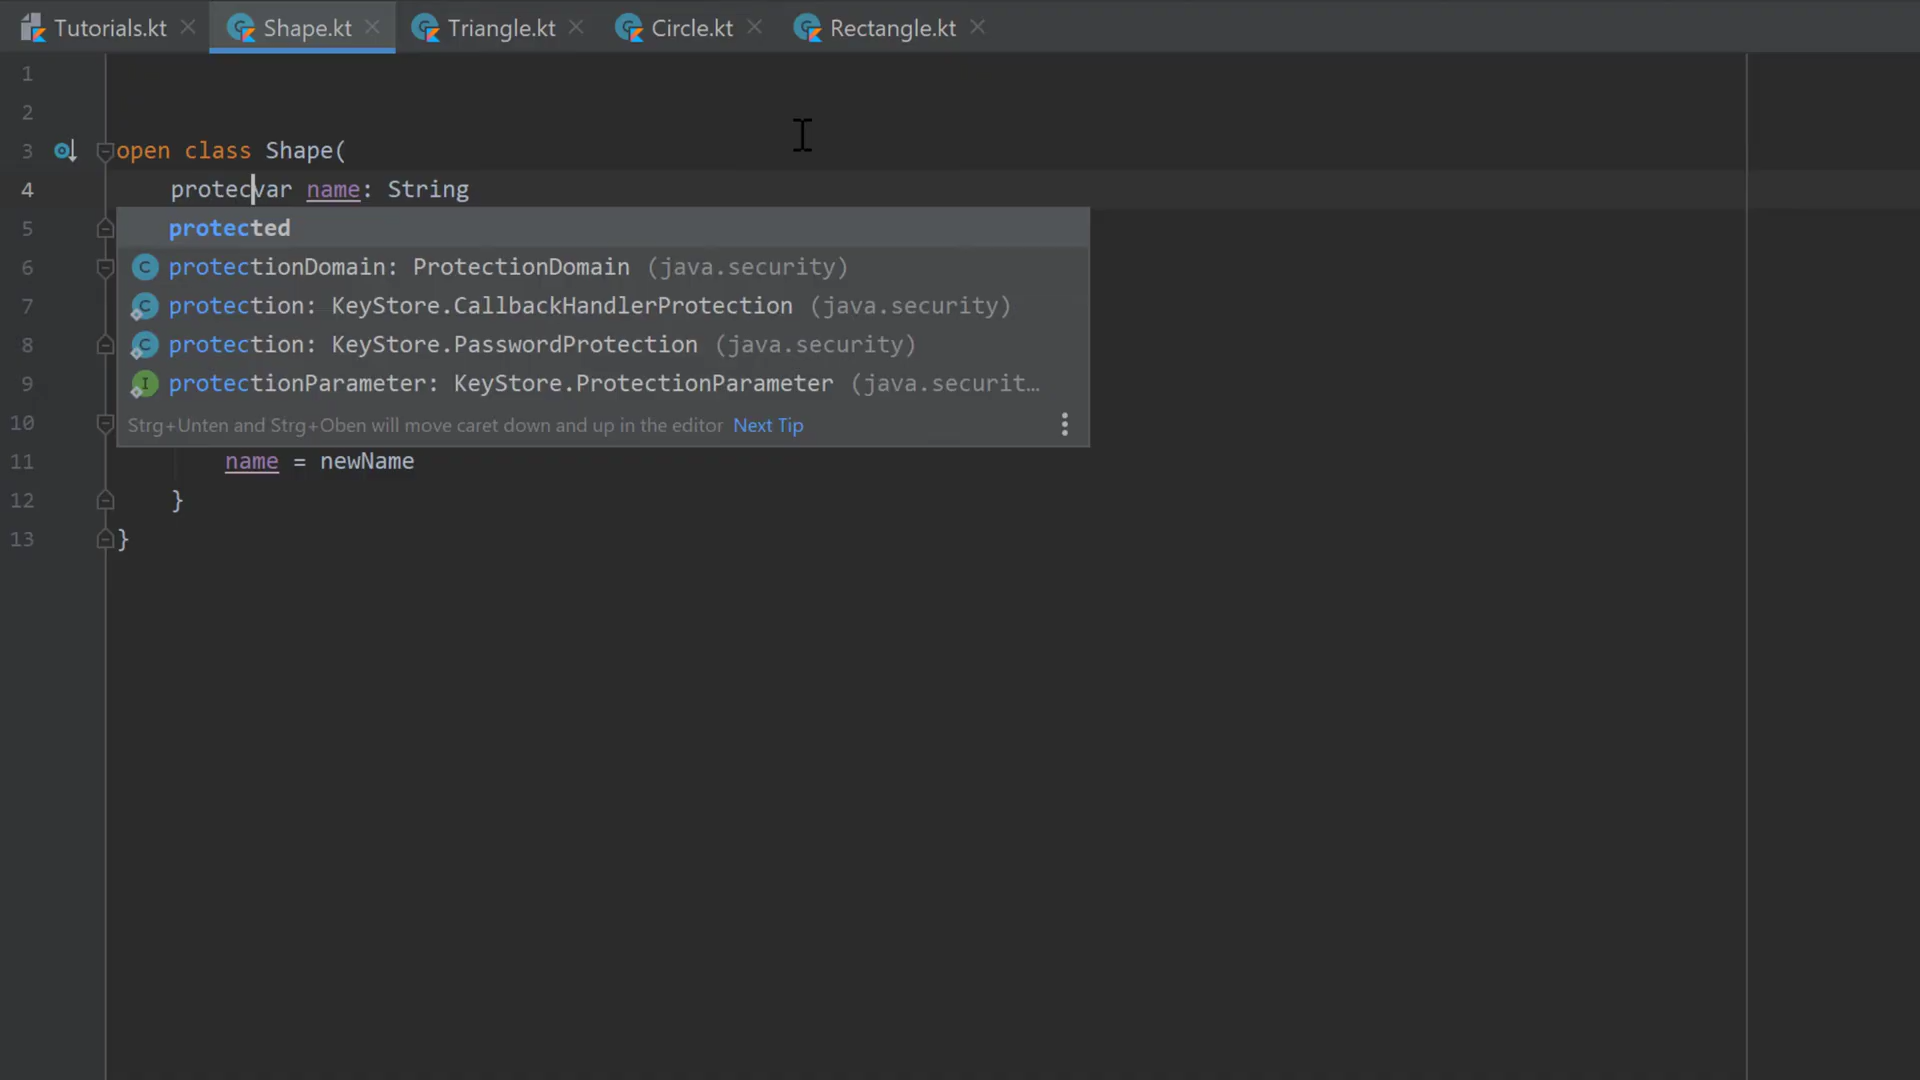 Tutorials.kt Shape.kt Triangle.kt Circle.kt Rectangle.kt
1
2
3 open class Shape(
4 protecvar name: String
5 protected
6 protectionDomain: ProtectionDomain (java.security)
7 protection: KeyStore.CallbackHandlerProtection (java.security)
8 protection: KeyStore.PasswordProtection (java.security)
9 protectionParameter: KeyStore.ProtectionParameter (java.securit…
10 Strg+Unten and Strg+Oben will move caret down and up in the editor Next Tip
11 name = newName
12 }
13 }